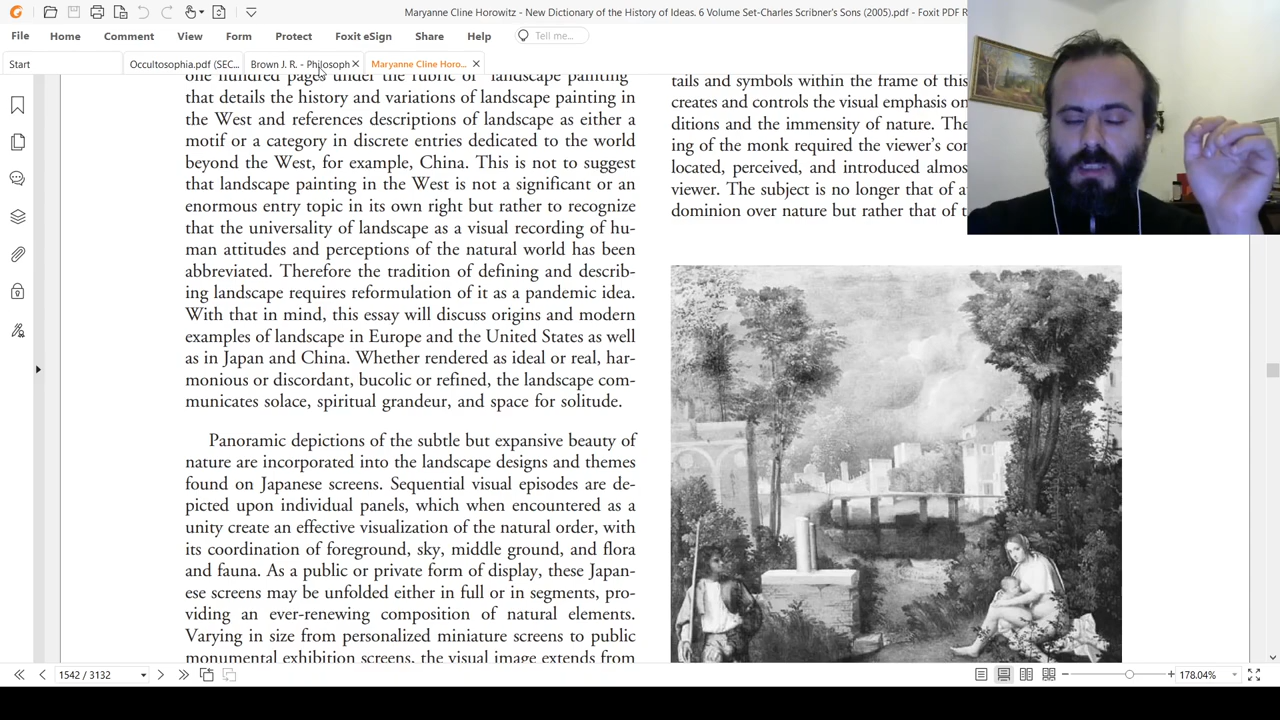 Maryanne Cline Horowitz - New Dictionary of the History of Ideas. 6 Volume Set-Charles Scribner's Sons (2005).pdf - Foxit PDF R
File Home Comment View Form Protect Foxit eSign Share Help Tell me...
Start Occultosophia.pdf (SEC... Brown J. R. - Philosoph Maryanne Cline Horo...
one hundred pages under the rubric of "landscape painting"
that details the history and variations of landscape painting in
the West and references descriptions of landscape as either a
motif or a category in discrete entries dedicated to the world
beyond the West, for example, China. This is not to suggest
that landscape painting in the West is not a significant or an
enormous entry topic in its own right but rather to recognize
that the universality of landscape as a visual recording of hu-
man attitudes and perceptions of the natural world has been
abbreviated. Therefore the tradition of defining and describ-
ing landscape requires reformulation of it as a pandemic idea.
With that in mind, this essay will discuss origins and modern
examples of landscape in Europe and the United States as well
as in Japan and China. Whether rendered as ideal or real, har-
monious or discordant, bucolic or refined, the landscape com-
municates solace, spiritual grandeur, and space for solitude.
Panoramic depictions of the subtle but expansive beauty of
nature are incorporated into the landscape designs and themes
found on Japanese screens. Sequential visual episodes are de-
picted upon individual panels, which when encountered as a
unity create an effective visualization of the natural order, with
its coordination of foreground, sky, middle ground, and flora
and fauna. As a public or private form of display, these Japan-
ese screens may be unfolded either in full or in segments, pro-
viding an ever-renewing composition of natural elements.
Varying in size from personalized miniature screens to public
monumental exhibition screens, the visual image extends from
tails and symbols within the frame of this
creates and controls the visual emphasis on
ditions and the immensity of nature. The
ing of the monk required the viewer's con
located, perceived, and introduced almos
viewer. The subject is no longer that of a
dominion over nature but rather that of t
1542 / 3132 178.04%